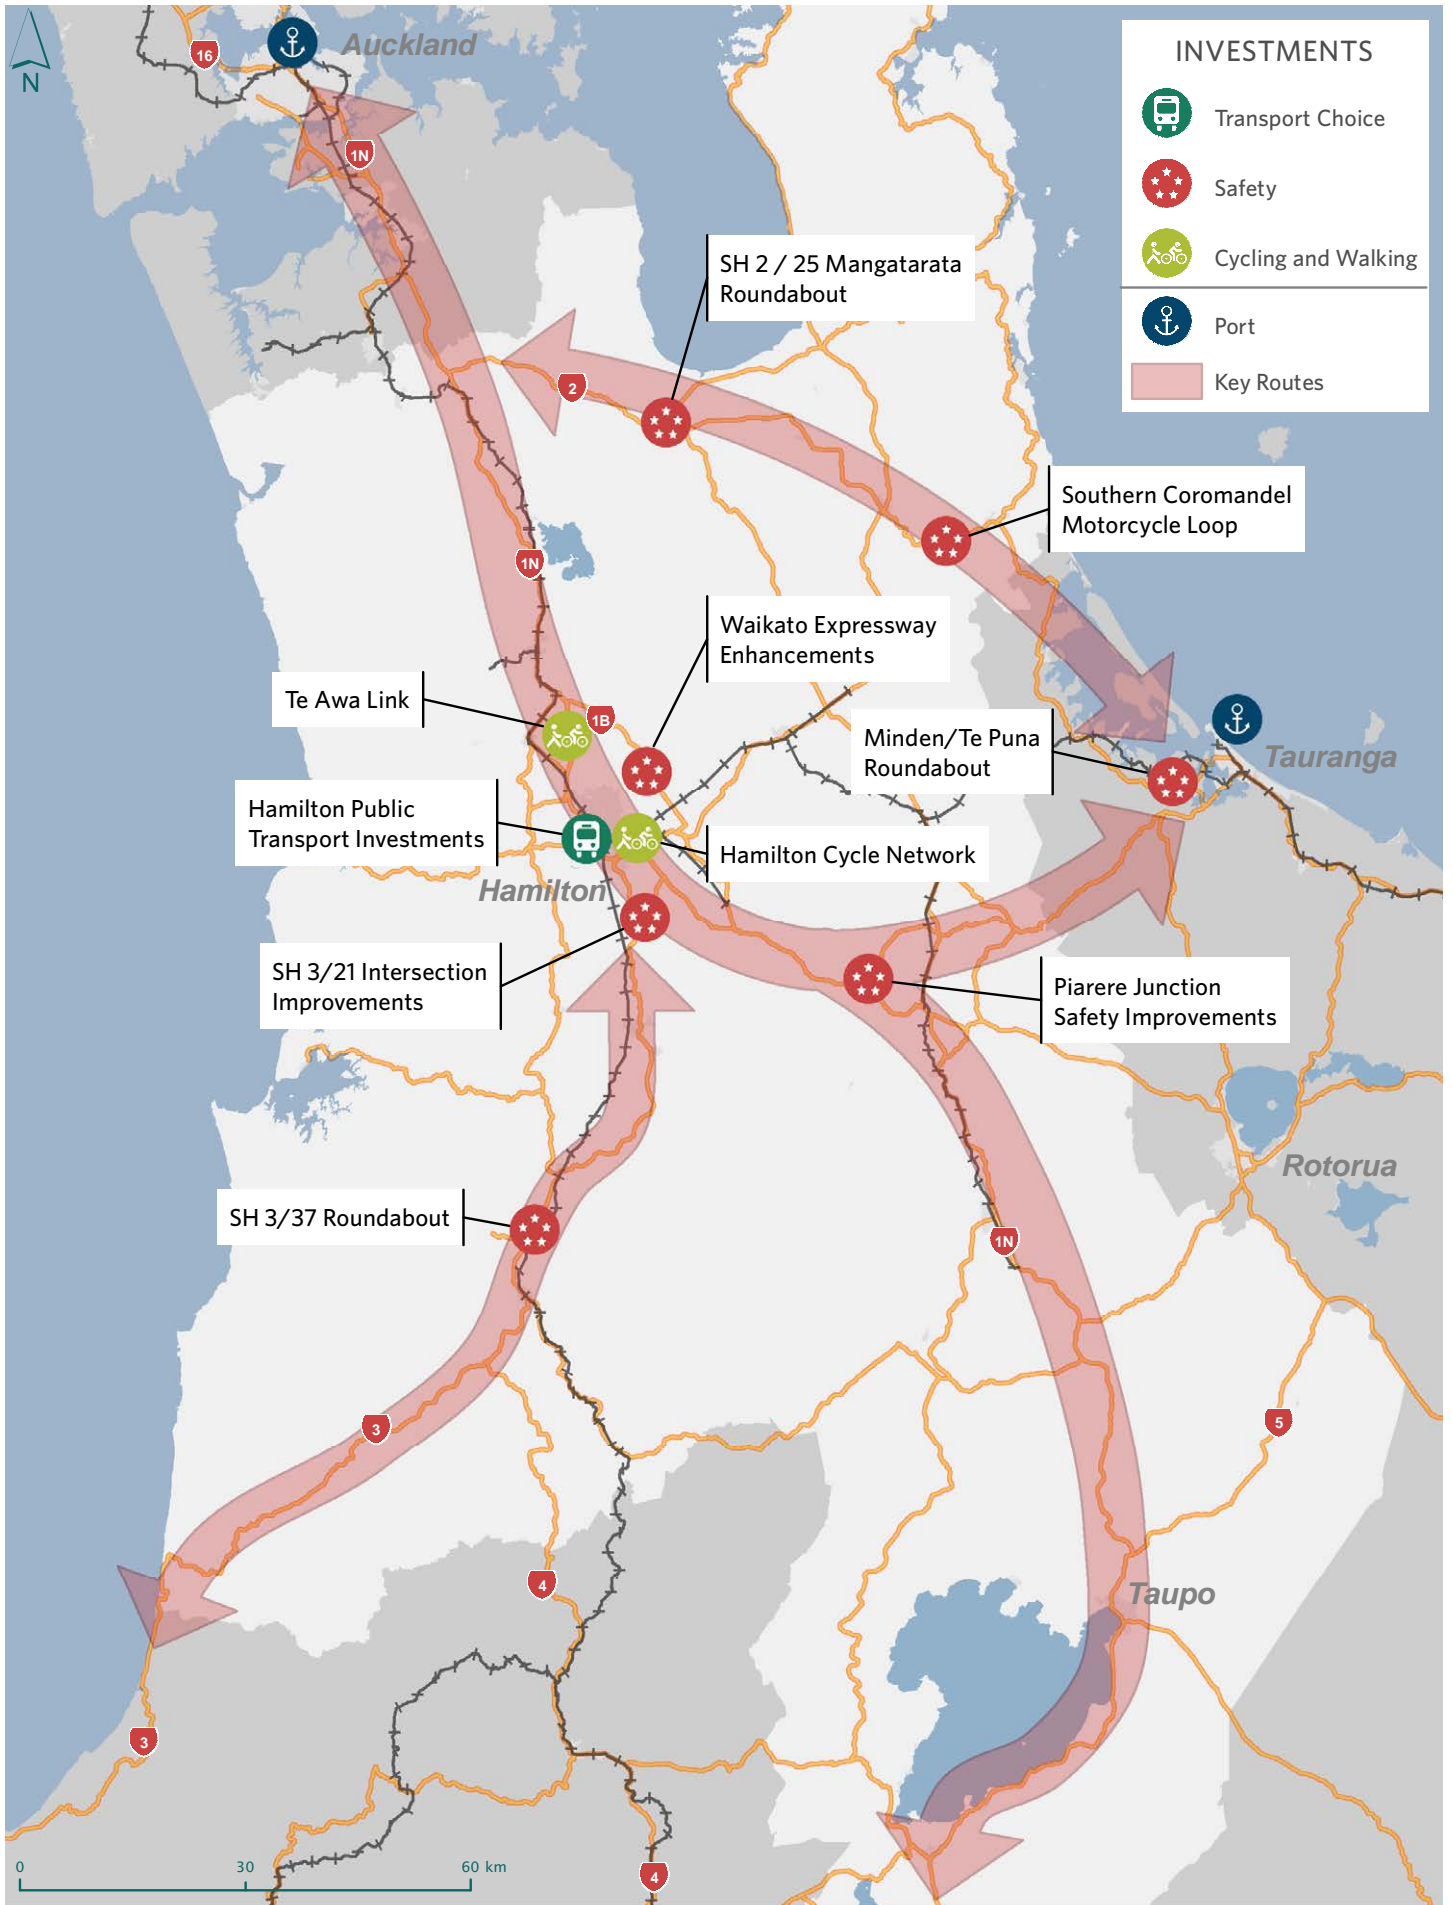 16
Auckland
N
1N
INVESTMENTS
Transport Choice
Safety
Cycling and Walking
Port
Key Routes
SH 2 / 25 Mangatarata
Roundabout
2
Southern Coromandel
Motorcycle Loop
1N
Waikato Expressway
Enhancements
Te Awa Link
1B
Minden/Te Puna
Roundabout
Tauranga
Hamilton Public
Transport Investments
Hamilton Cycle Network
Hamilton
SH 3/21 Intersection
Improvements
Piarere Junction
Safety Improvements
Rotorua
SH 3/37 Roundabout
1N
3
5
4
Taupo
3
0 30 60 km
4